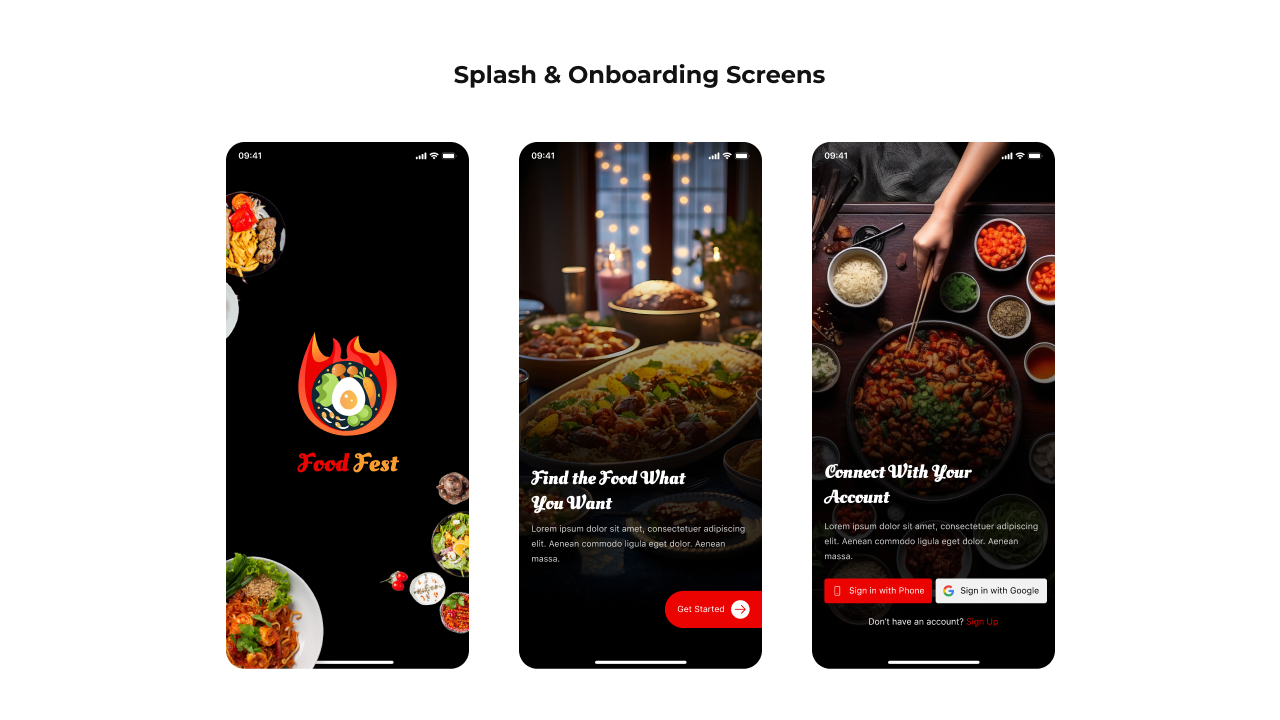 Splash & Onboarding Screens
09:41
Food Fest
09:41
Find the Food What
You Want
Lorem ipsum dolor sit amet, consectetuer adipiscing
elit. Aenean commodo ligula eget dolor. Aenean
massa.
Get Started
09:41
Connect With Your
Account
Lorem ipsum dolor sit amet, consectetuer adipiscing
elit. Aenean commodo ligula eget dolor. Aenean
massa.
Sign in with Phone
Sign in with Google
Don't have an account? Sign Up